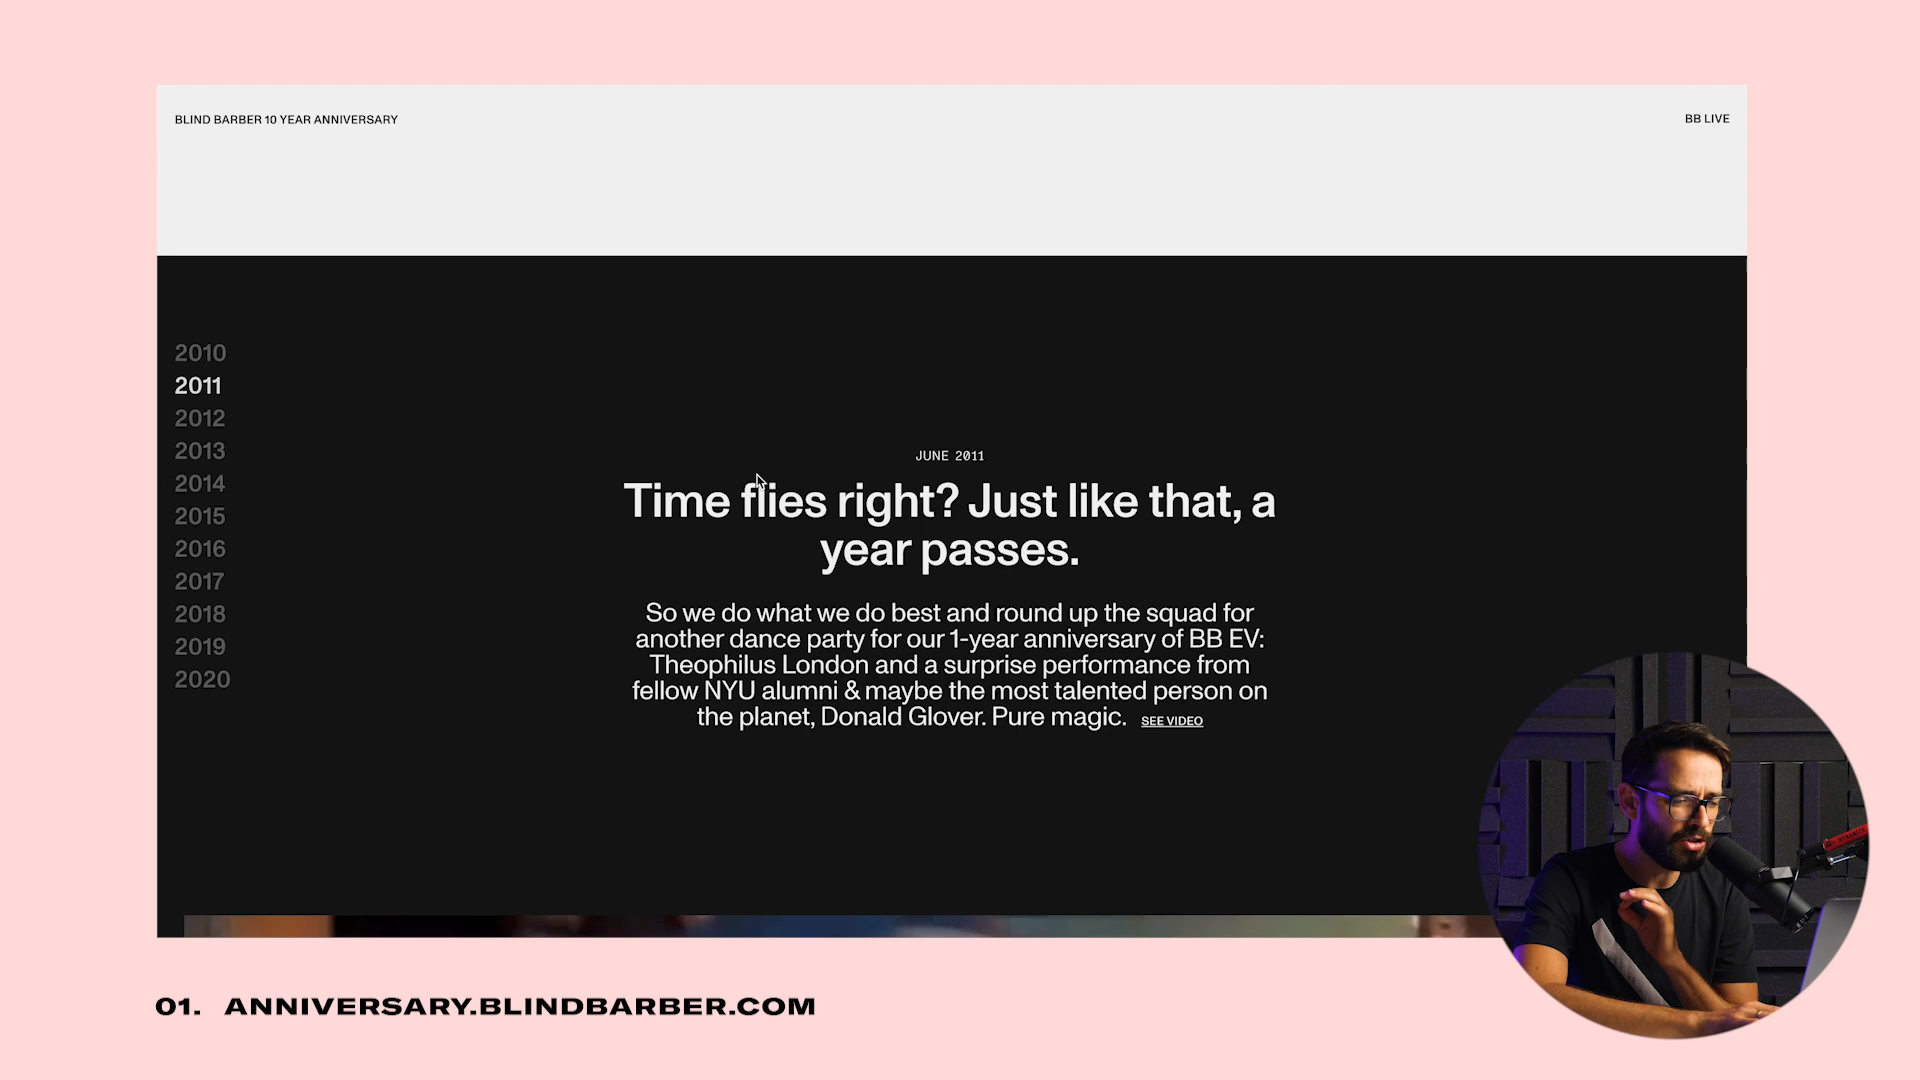 BLIND BARBER 10 YEAR ANNIVERSARY
BB LIVE
2010
2011
2012
2013
2014
2015
2016
2017
2018
2019
2020
JUNE 2011
Time flies right? Just like that, a
year passes.
So we do what we do best and round up the squad for
another dance party for our 1-year anniversary of BB EV:
Theophilus London and a surprise performance from
fellow NYU alumni & maybe the most talented person on
the planet, Donald Glover. Pure magic. SEE VIDEO
01. ANNIVERSARY.BLINDBARBER.COM